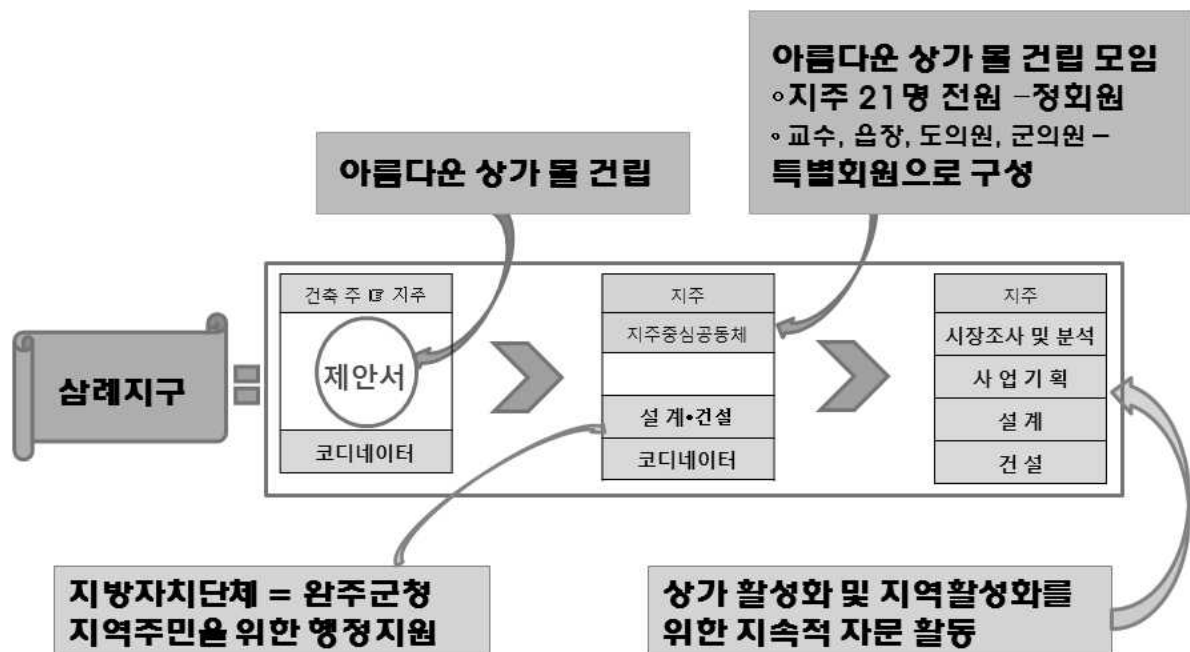 아름다운 상가 몰 건립 모임
∘지주 21명 전원 –정회원
∘교수, 읍장, 도의원, 군의원 –
특별회원으로 구성
아름다운 상가 몰 건립
삼례지구
=
건축 주 ☞ 지주
제안서
코디네이터
지주
지주중심공동체
설 계•건설
코디네이터
지주
시장조사 및 분석
사 업 기 획
설 계
건 설
지방자치단체 = 완주군청
지역주민을 위한 행정지원
상가 활성화 및 지역활성화를
위한 지속적 자문 활동